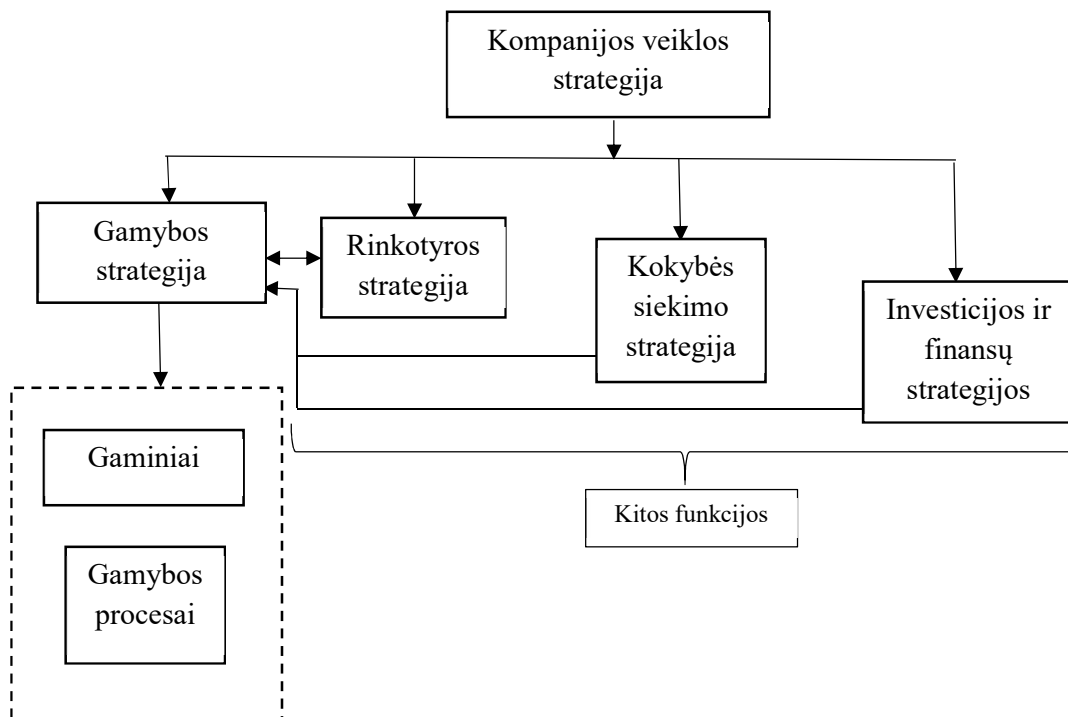 Kompanijos veiklos
strategija
Gamybos
strategija
Rinkotyros
strategija
Kokybės
siekimo
strategija
Investicijos ir
finansų
strategijos
Gaminiai
Kitos funkcijos
Gamybos
procesai